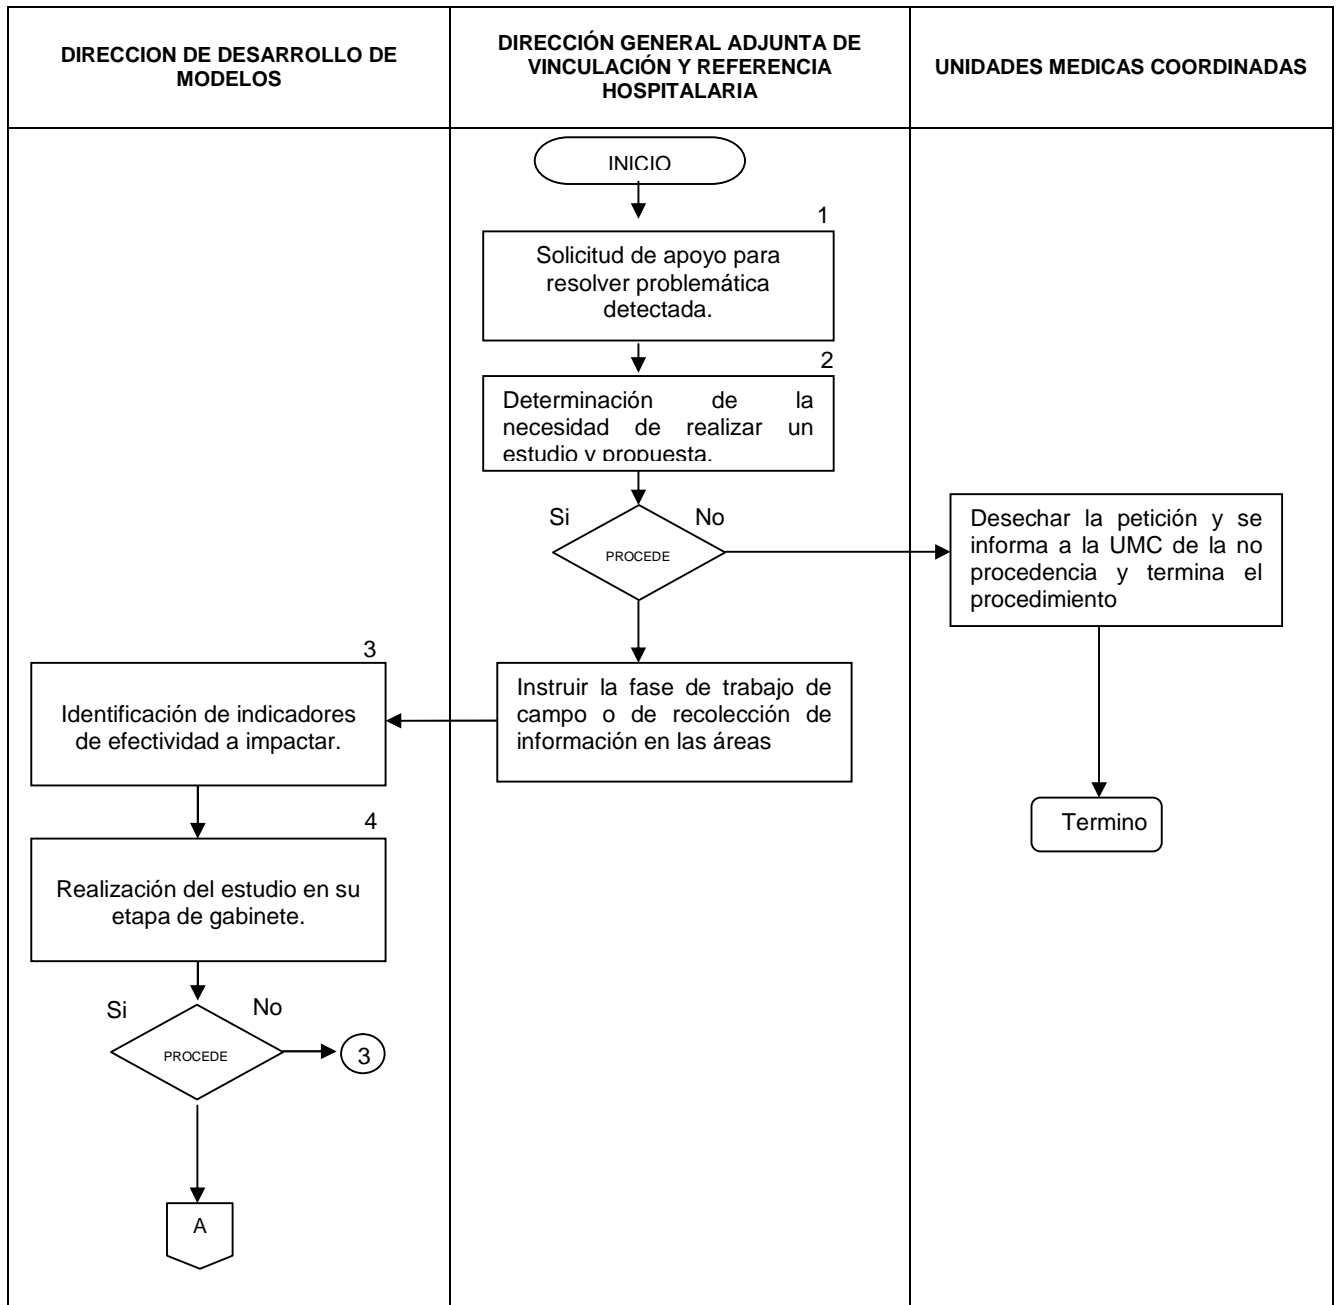 DIRECCION DE DESARROLLO DE
MODELOS
DIRECCIÓN GENERAL ADJUNTA DE
VINCULACIÓN Y REFERENCIA
HOSPITALARIA
UNIDADES MEDICAS COORDINADAS
INICIO
1
Solicitud de apoyo para
resolver problemática
detectada.
2
Determinación de la
necesidad de realizar un
estudio y propuesta.
Si
No
PROCEDE
Desechar la petición y se
informa a la UMC de la no
procedencia y termina el
procedimiento
3
Identificación de indicadores
de efectividad a impactar.
Instruir la fase de trabajo de
campo o de recolección de
información en las áreas
Termino
4
Realización del estudio en su
etapa de gabinete.
Si
No
PROCEDE
3
A